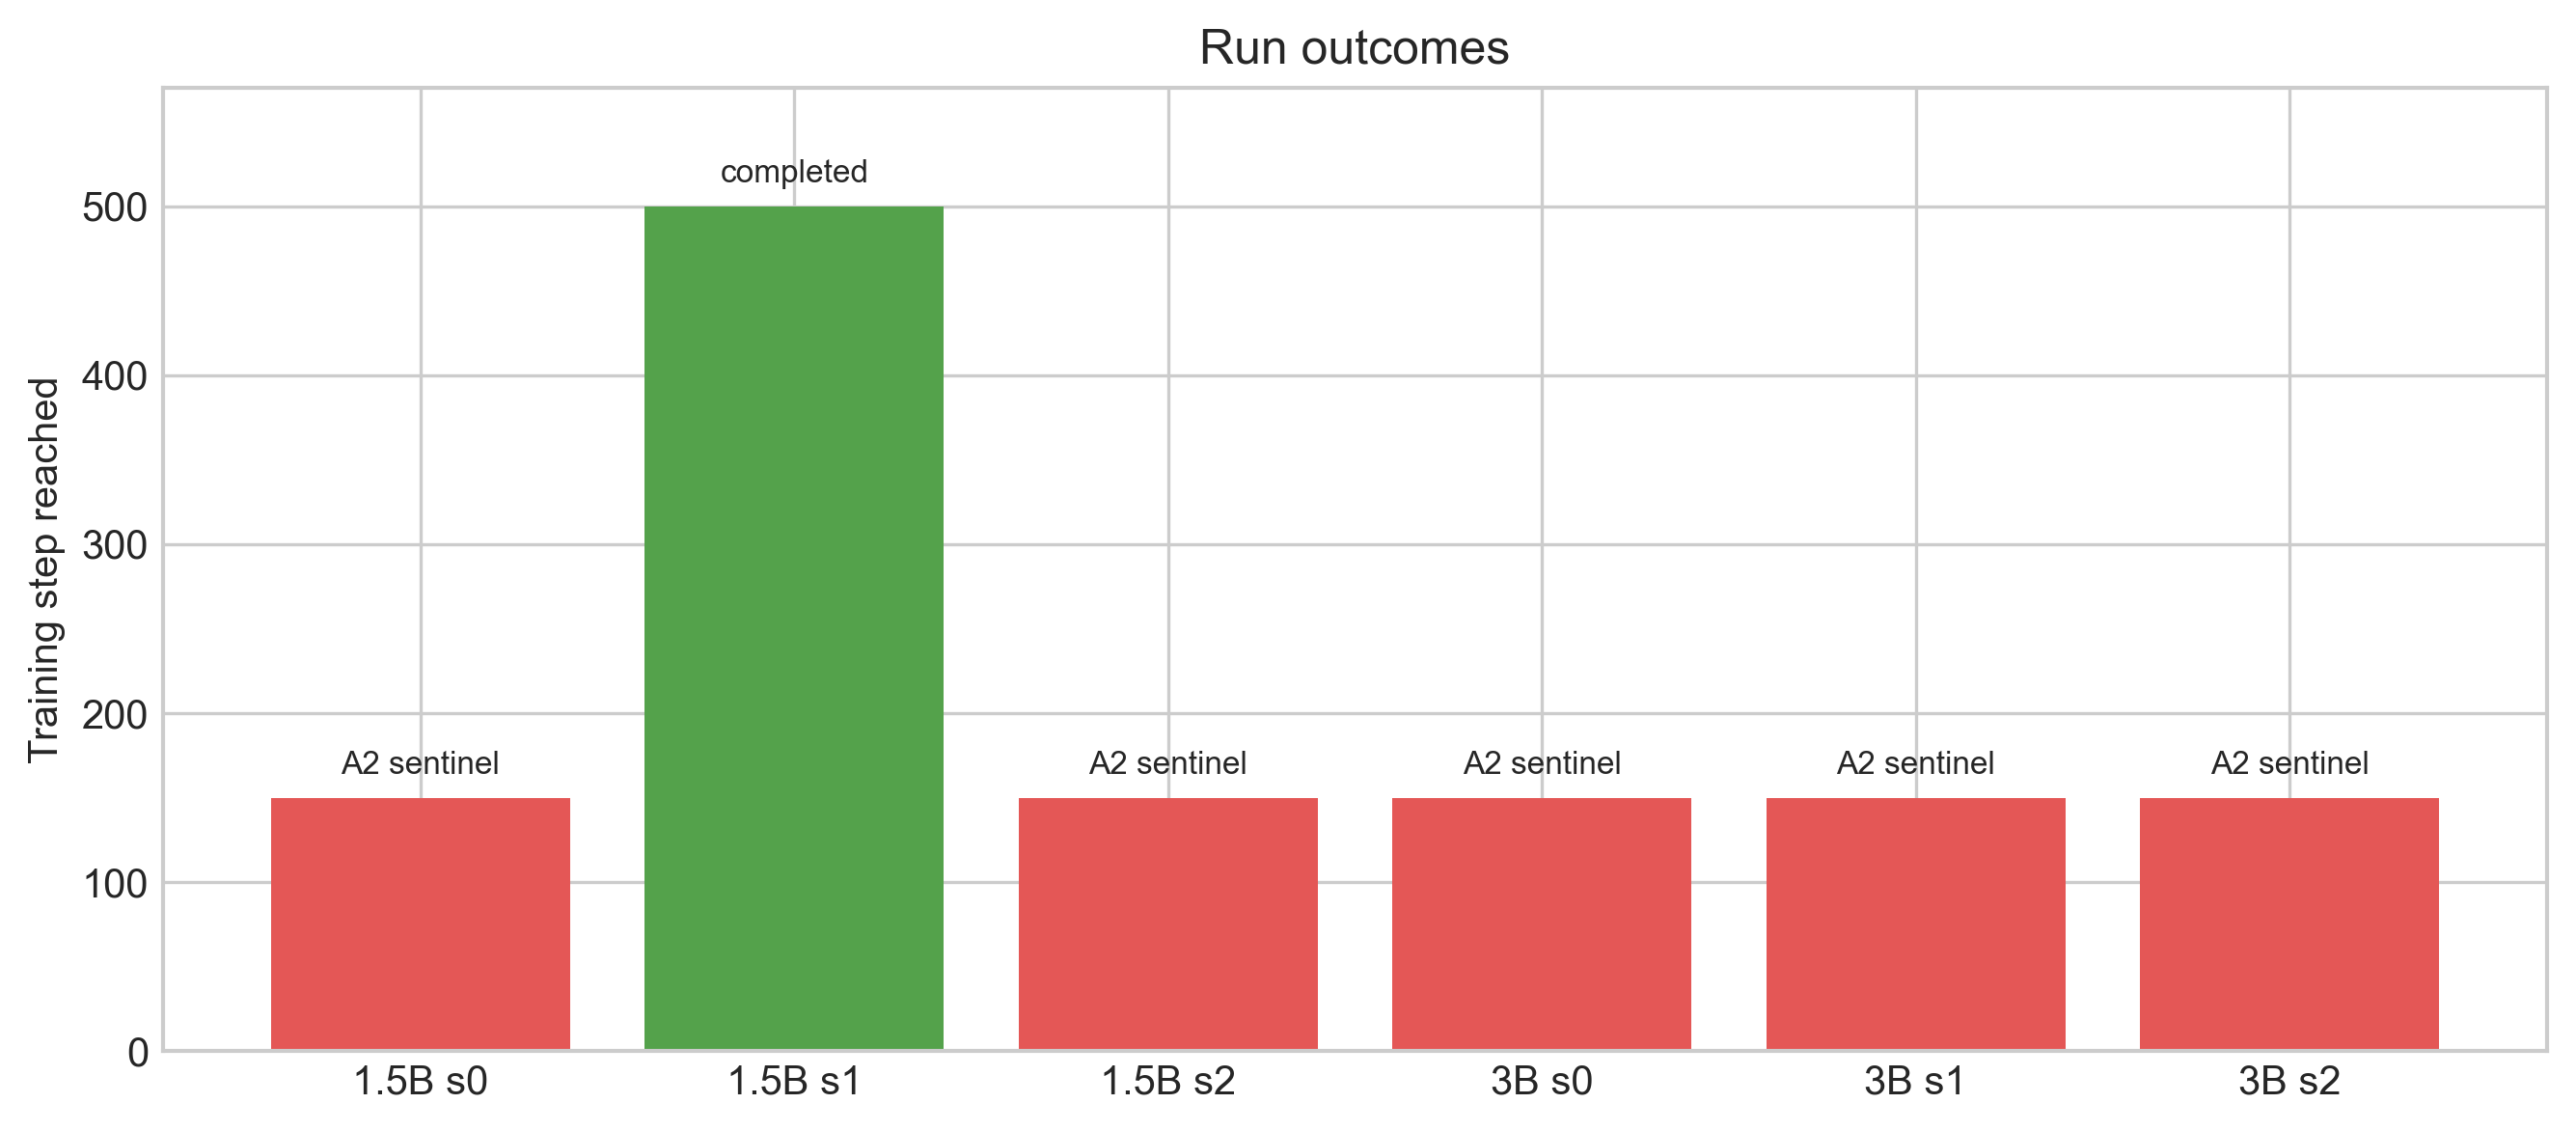 Run outcomes
Training step reached
500
400
300
200
100
0
completed
A2 sentinel
A2 sentinel
A2 sentinel
A2 sentinel
A2 sentinel
1.5B s0
1.5B s1
1.5B s2
3B s0
3B s1
3B s2